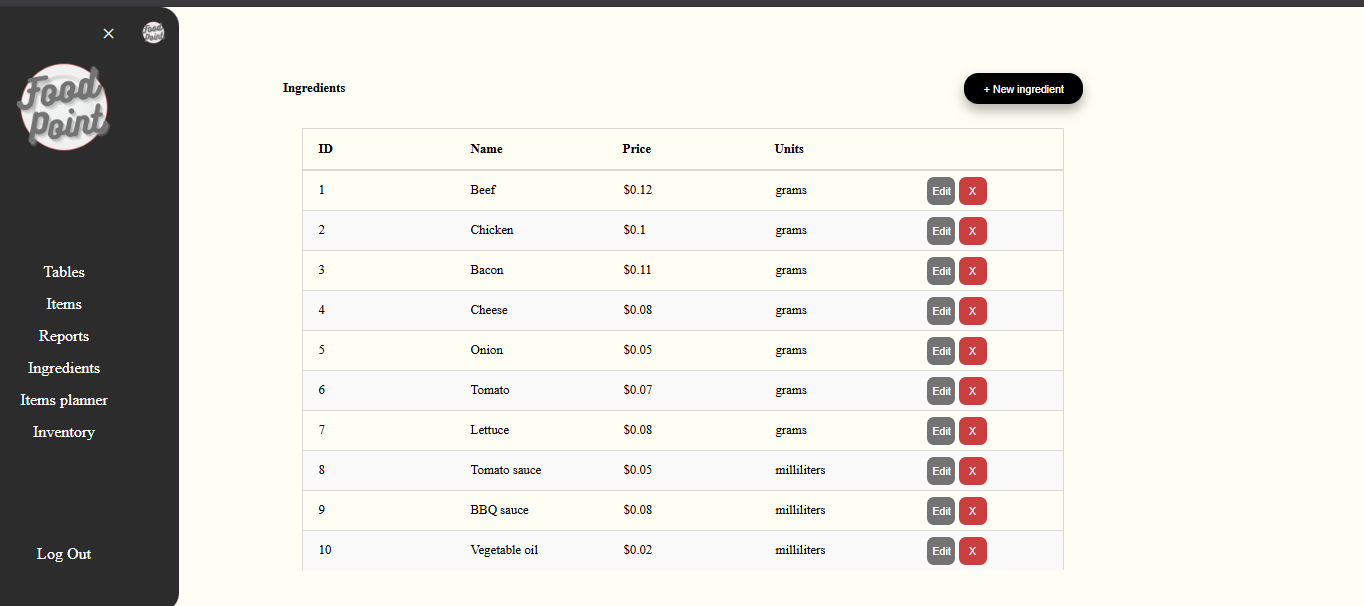 ×
Food Point
Food
Point
Tables
Items
Reports
Ingredients
Items planner
Inventory
Log Out
Ingredients
+ New ingredient
ID Name Price Units
1 Beef $0.12 grams Edit X
2 Chicken $0.1 grams Edit X
3 Bacon $0.11 grams Edit X
4 Cheese $0.08 grams Edit X
5 Onion $0.05 grams Edit X
6 Tomato $0.07 grams Edit X
7 Lettuce $0.08 grams Edit X
8 Tomato sauce $0.05 milliliters Edit X
9 BBQ sauce $0.08 milliliters Edit X
10 Vegetable oil $0.02 milliliters Edit X